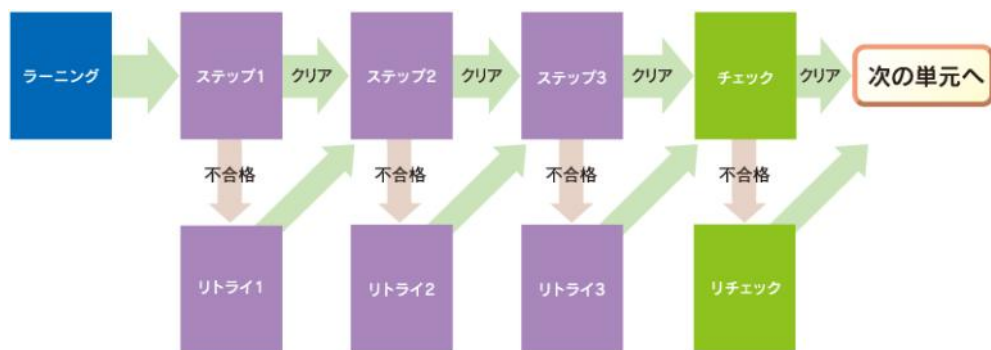 ラーニング
ステップ1
クリア
ステップ2
クリア
ステップ3
クリア
チェック
クリア
次の単元へ
不合格
不合格
不合格
不合格
リトライ1
リトライ2
リトライ3
リチェック